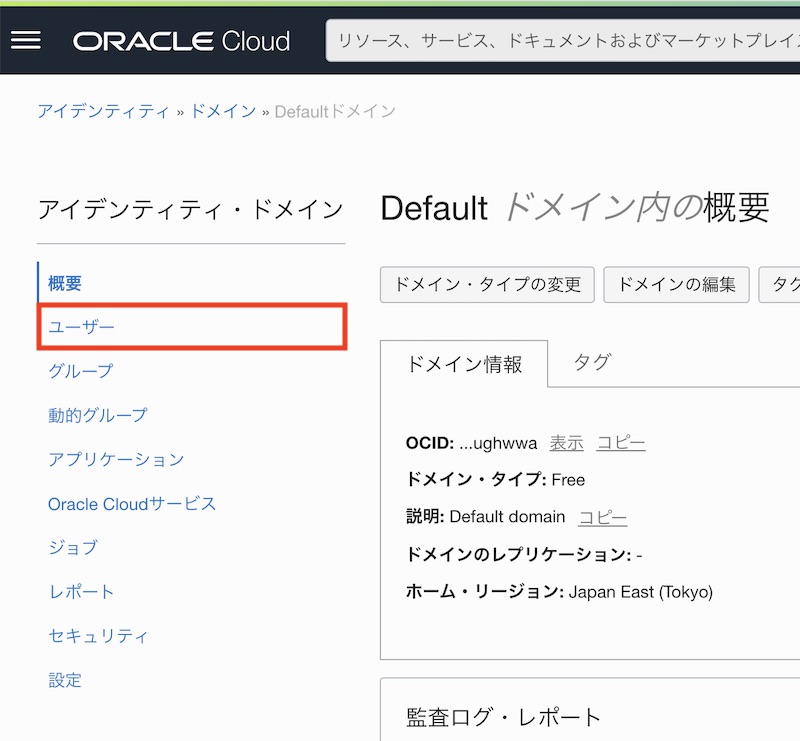 ORACLE Cloud
リソース、サービス、ドキュメントおよびマーケットプレイ
アイデンティティ » ドメイン » Defaultドメイン
アイデンティティ・ドメイン
概要
ユーザー
グループ
動的グループ
アプリケーション
Oracle Cloudサービス
ジョブ
レポート
セキュリティ
設定
Default ドメイン内の概要
ドメイン・タイプの変更 ドメインの編集 タグ
ドメイン情報 タグ
OCID: ...ughwwa 表示 コピー
ドメイン・タイプ: Free
説明: Default domain コピー
ドメインのレプリケーション: -
ホーム・リージョン: Japan East (Tokyo)
監査ログ・レポート